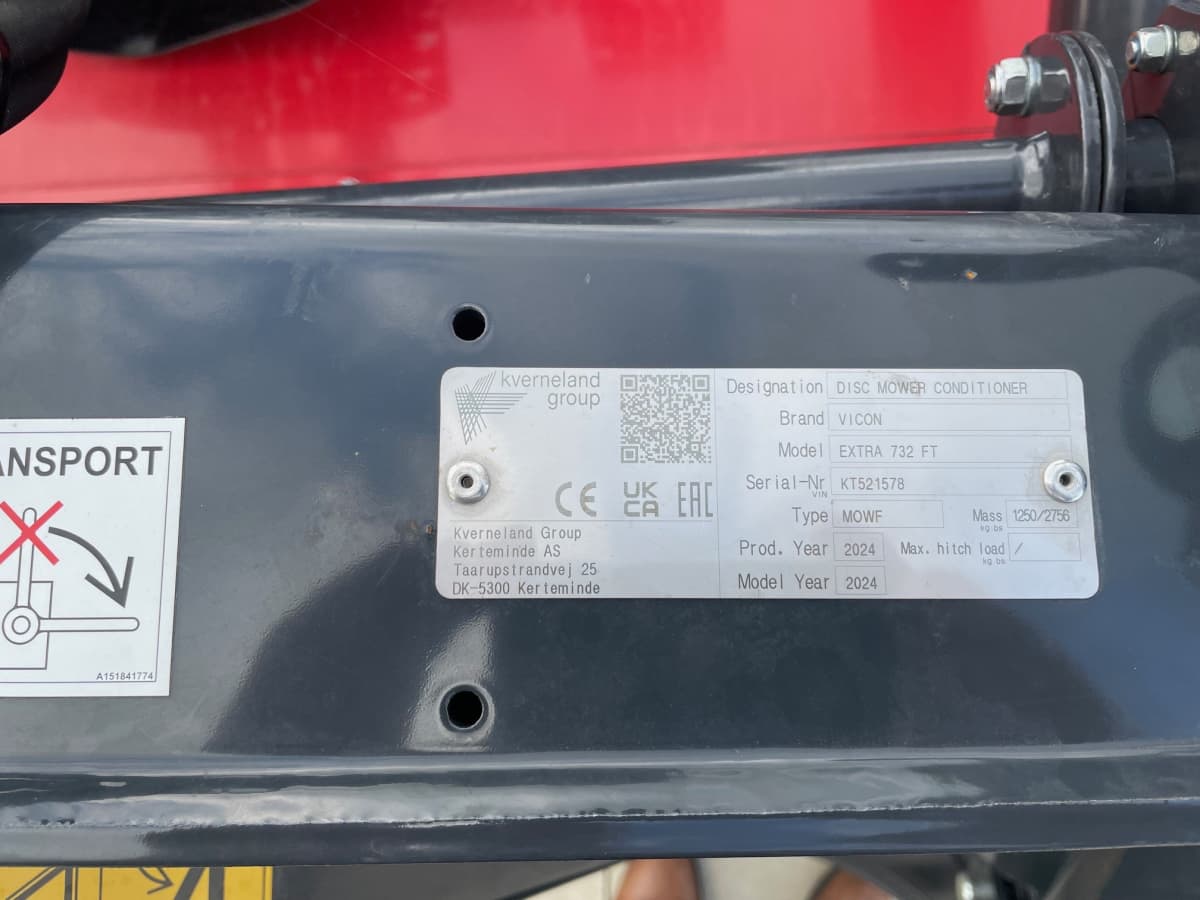 ANSPORT
A151841774
kverneland
group
CE UK CA EAC
Kverneland Group
Kerteminde AS
Taarupstrandvej 25
DK-5300 Kerteminde
Designation DISC MOWER CONDITIONER
Brand VICON
Model EXTRA 732 FT
Serial-Nr KT521578
VIN
Type MOWF Mass 1250/2756
kg lbs
Prod. Year 2024 Max. hitch load /
kg lbs
Model Year 2024